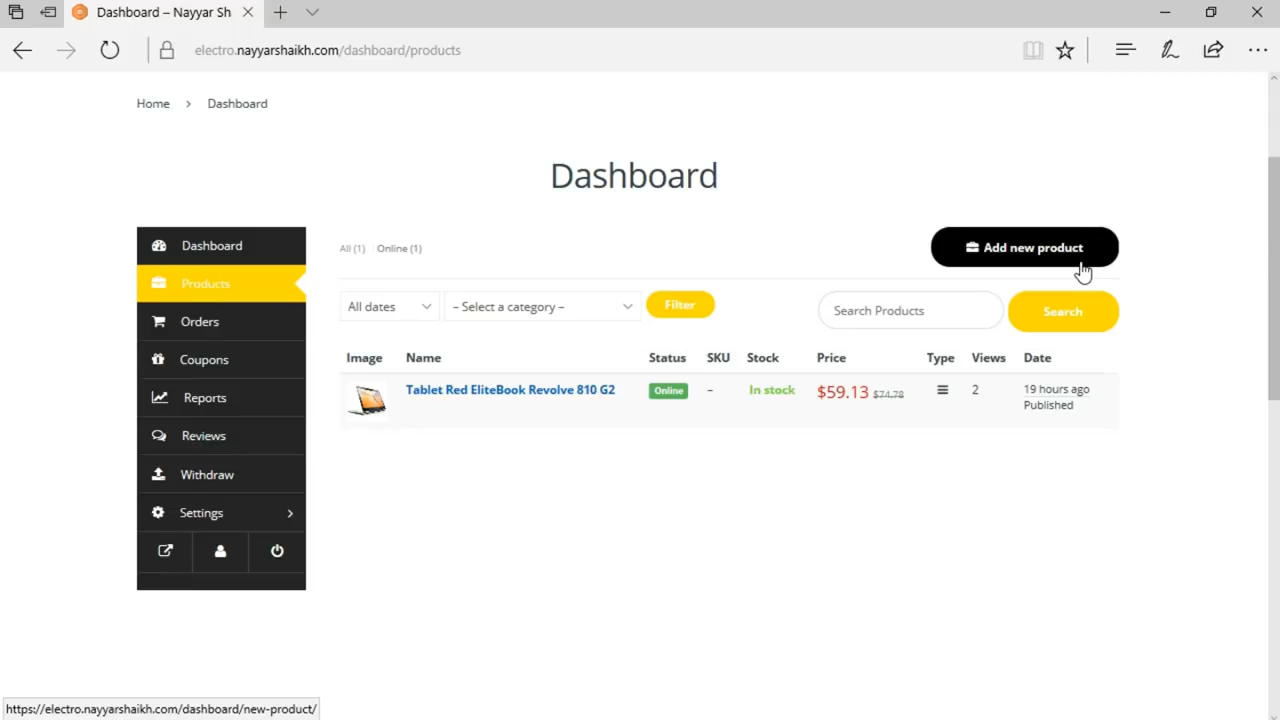 Dashboard – Nayyar Sh
electro.nayyarshaikh.com/dashboard/products
Home > Dashboard
Dashboard
Dashboard
Products
Orders
Coupons
Reports
Reviews
Withdraw
Settings
All (1) Online (1)
Add new product
All dates – Select a category – Filter
Search Products Search
Image Name Status SKU Stock Price Type Views Date
Tablet Red EliteBook Revolve 810 G2 Online – In stock $59.13 $74.78 2 19 hours ago
Published
https://electro.nayyarshaikh.com/dashboard/new-product/